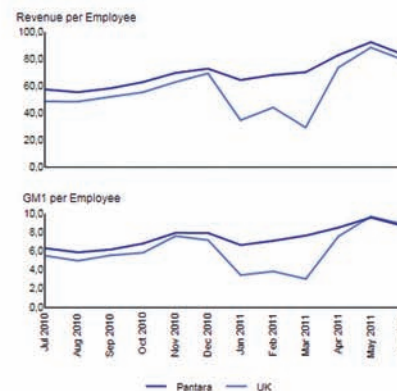 Revenue per Employee
100,0
80,0
60,0
40,0
20,0
0,0
GM1 per Employee
10,0
8,0
6,0
4,0
2,0
0,0
Jul 2010
Aug 2010
Sep 2010
Oct 2010
Nov 2010
Dec 2010
Jan 2011
Feb 2011
Mar 2011
Apr 2011
May 2011
Pantara UK